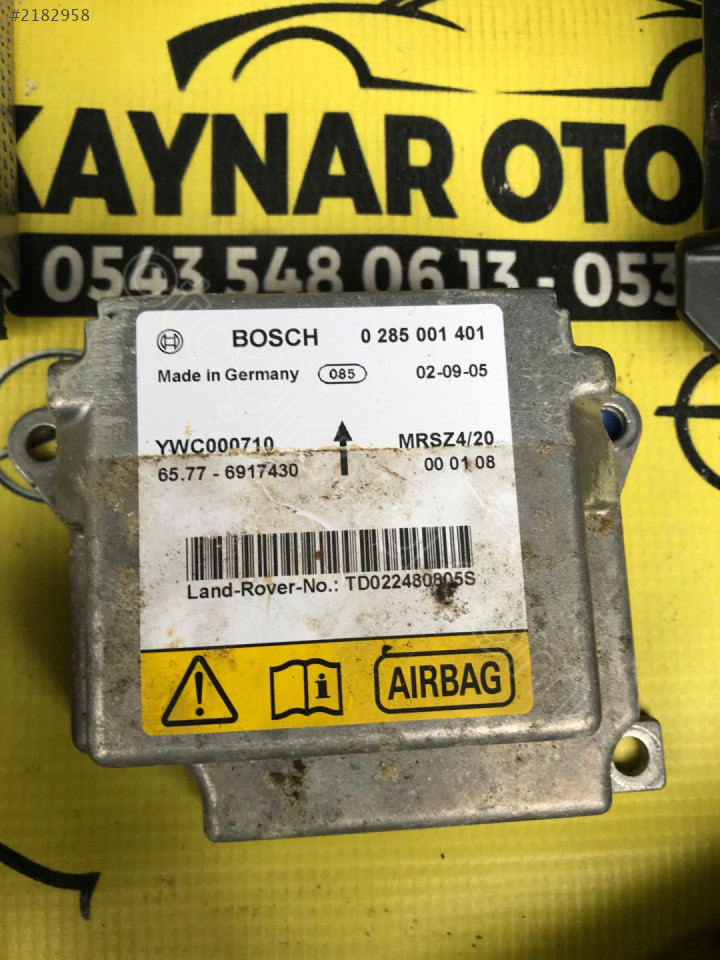 #2182958
KAYNAR OTO
0543 548 06 13 - 053
BOSCH 0 285 001 401
Made in Germany 085 02-09-05
YWC000710 MRSZ4/20
65.77 - 6917430 00 01 08
Land-Rover-No.: TD022480805S
AIRBAG